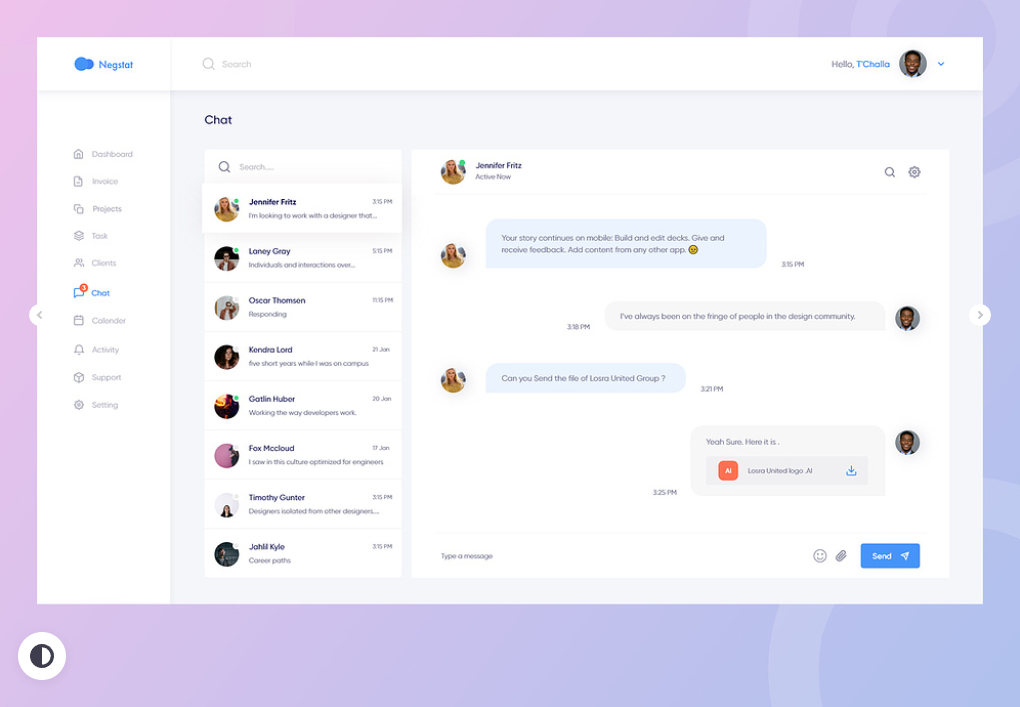 Negstat
Search
Hello, T'Challa
Chat
Dashboard
Invoice
Projects
Task
Clients
3
Chat
Calender
Activity
Support
Setting
Search....
Jennifer Fritz
3:15 PM
I'm looking to work with a designer that...
Laney Gray
5:15 PM
Individuals and interactions over...
Oscar Thomsen
11:15 PM
Responding
Kendra Lord
21 Jan
five short years while I was on campus
Gatlin Huber
20 Jan
Working the way developers work.
Fox Mccloud
17 Jan
I saw in this culture optimized for engineers
Timothy Gunter
3:15 PM
Designers isolated from other designers....
Jahlil Kyle
3:15 PM
Career paths
Jennifer Fritz
Active Now
Your story continues on mobile: Build and edit decks. Give and
receive feedback. Add content from any other app. 😊
3:15 PM
I've always been on the fringe of people in the design community.
3:18 PM
Can you Send the file of Losra United Group ?
3:21 PM
Yeah Sure. Here it is .
AI
Losra United logo .AI
3:25 PM
Type a message
Send